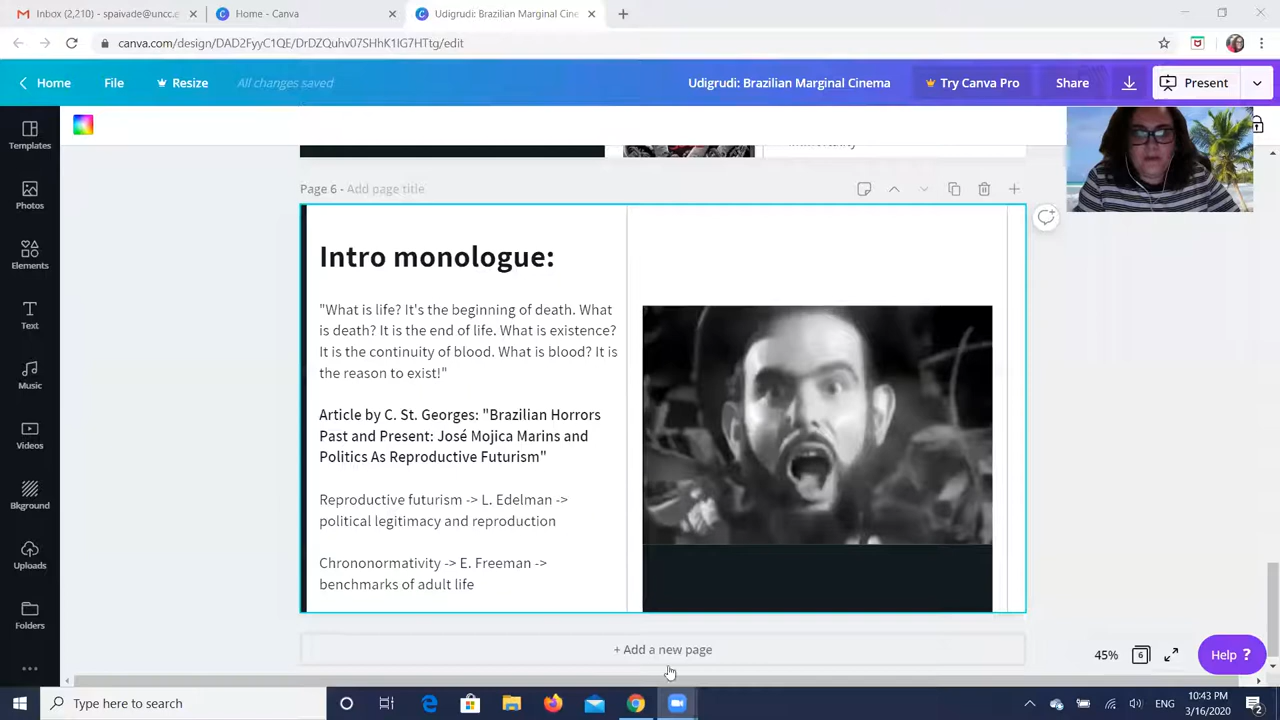 Inbox (2,210) - spaivade@uncc.e
Home - Canva
Udigrudi: Brazilian Marginal Cine
canva.com/design/DAD2FyyC1QE/DrDZQuhv07SHhK1IG7HTtg/edit
Home
File
Resize
All changes saved
Udigrudi: Brazilian Marginal Cinema
Try Canva Pro
Share
Present
Templates
Photos
Elements
Text
Music
Videos
Bkground
Uploads
Folders
Page 6 - Add page title
Intro monologue:
"What is life? It's the beginning of death. What
is death? It is the end of life. What is existence?
It is the continuity of blood. What is blood? It is
the reason to exist!"
Article by C. St. Georges: "Brazilian Horrors
Past and Present: José Mojica Marins and
Politics As Reproductive Futurism"
Reproductive futurism -> L. Edelman ->
political legitimacy and reproduction
Chrononormativity -> E. Freeman ->
benchmarks of adult life
+ Add a new page
45%
6
Help ?
Type here to search
ENG
10:43 PM
3/16/2020
2